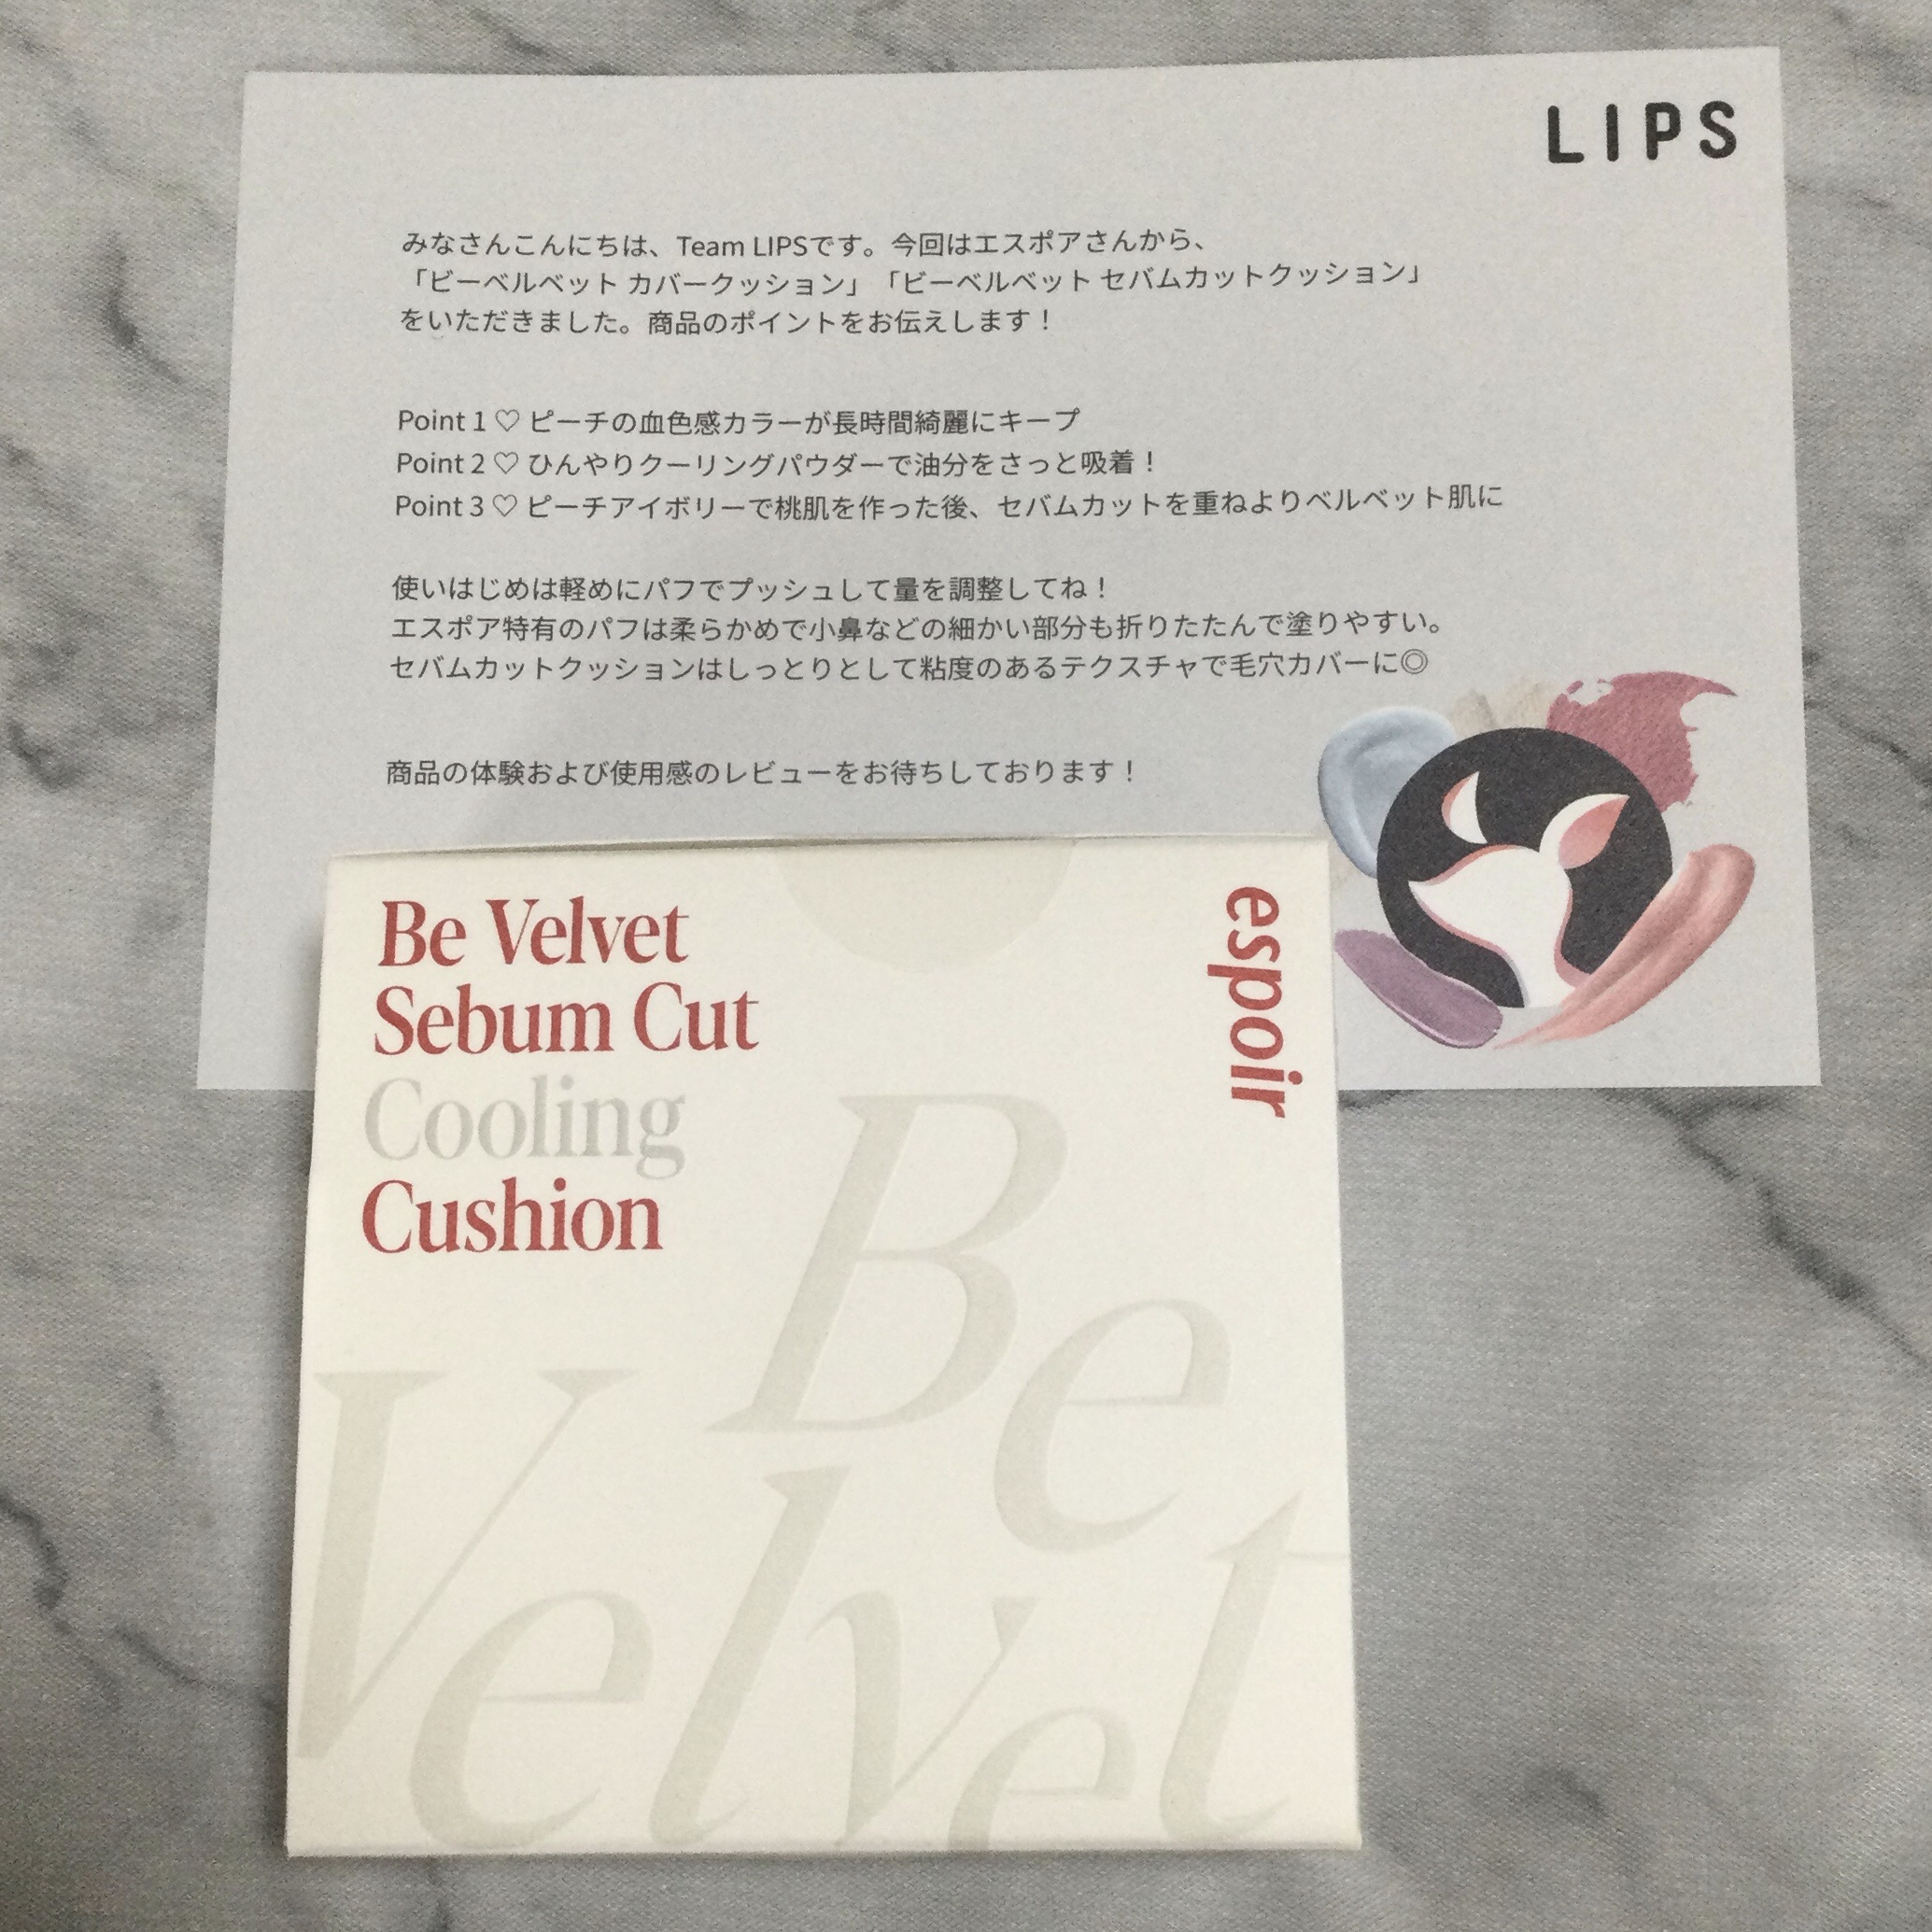 LIPS
みなさんこんにちは、Team LIPSです。今回はエスポアさんから、
「ビーベルベット カバークッション」「ビーベルベット セバムカットクッション」
をいただきました。商品のポイントをお伝えします！
Point 1 ♡ ピーチの血色感カラーが長時間綺麗にキープ
Point 2 ♡ ひんやりクーリングパウダーで油分をさっと吸着！
Point 3 ♡ ピーチアイボリーで桃肌を作った後、セバムカットを重ねよりベルベット肌に
使いはじめは軽めにパフでプッシュして量を調整してね！
エスポア特有のパフは柔らかめで小鼻などの細かい部分も折りたたんで塗りやすい。
セバムカットクッションはしっとりとして粘度のあるテクスチャで毛穴カバーに◎
商品の体験および使用感のレビューをお待ちしております！
Be Velvet
Sebum Cut
Cooling
Cushion
espoir
Be
Velvet